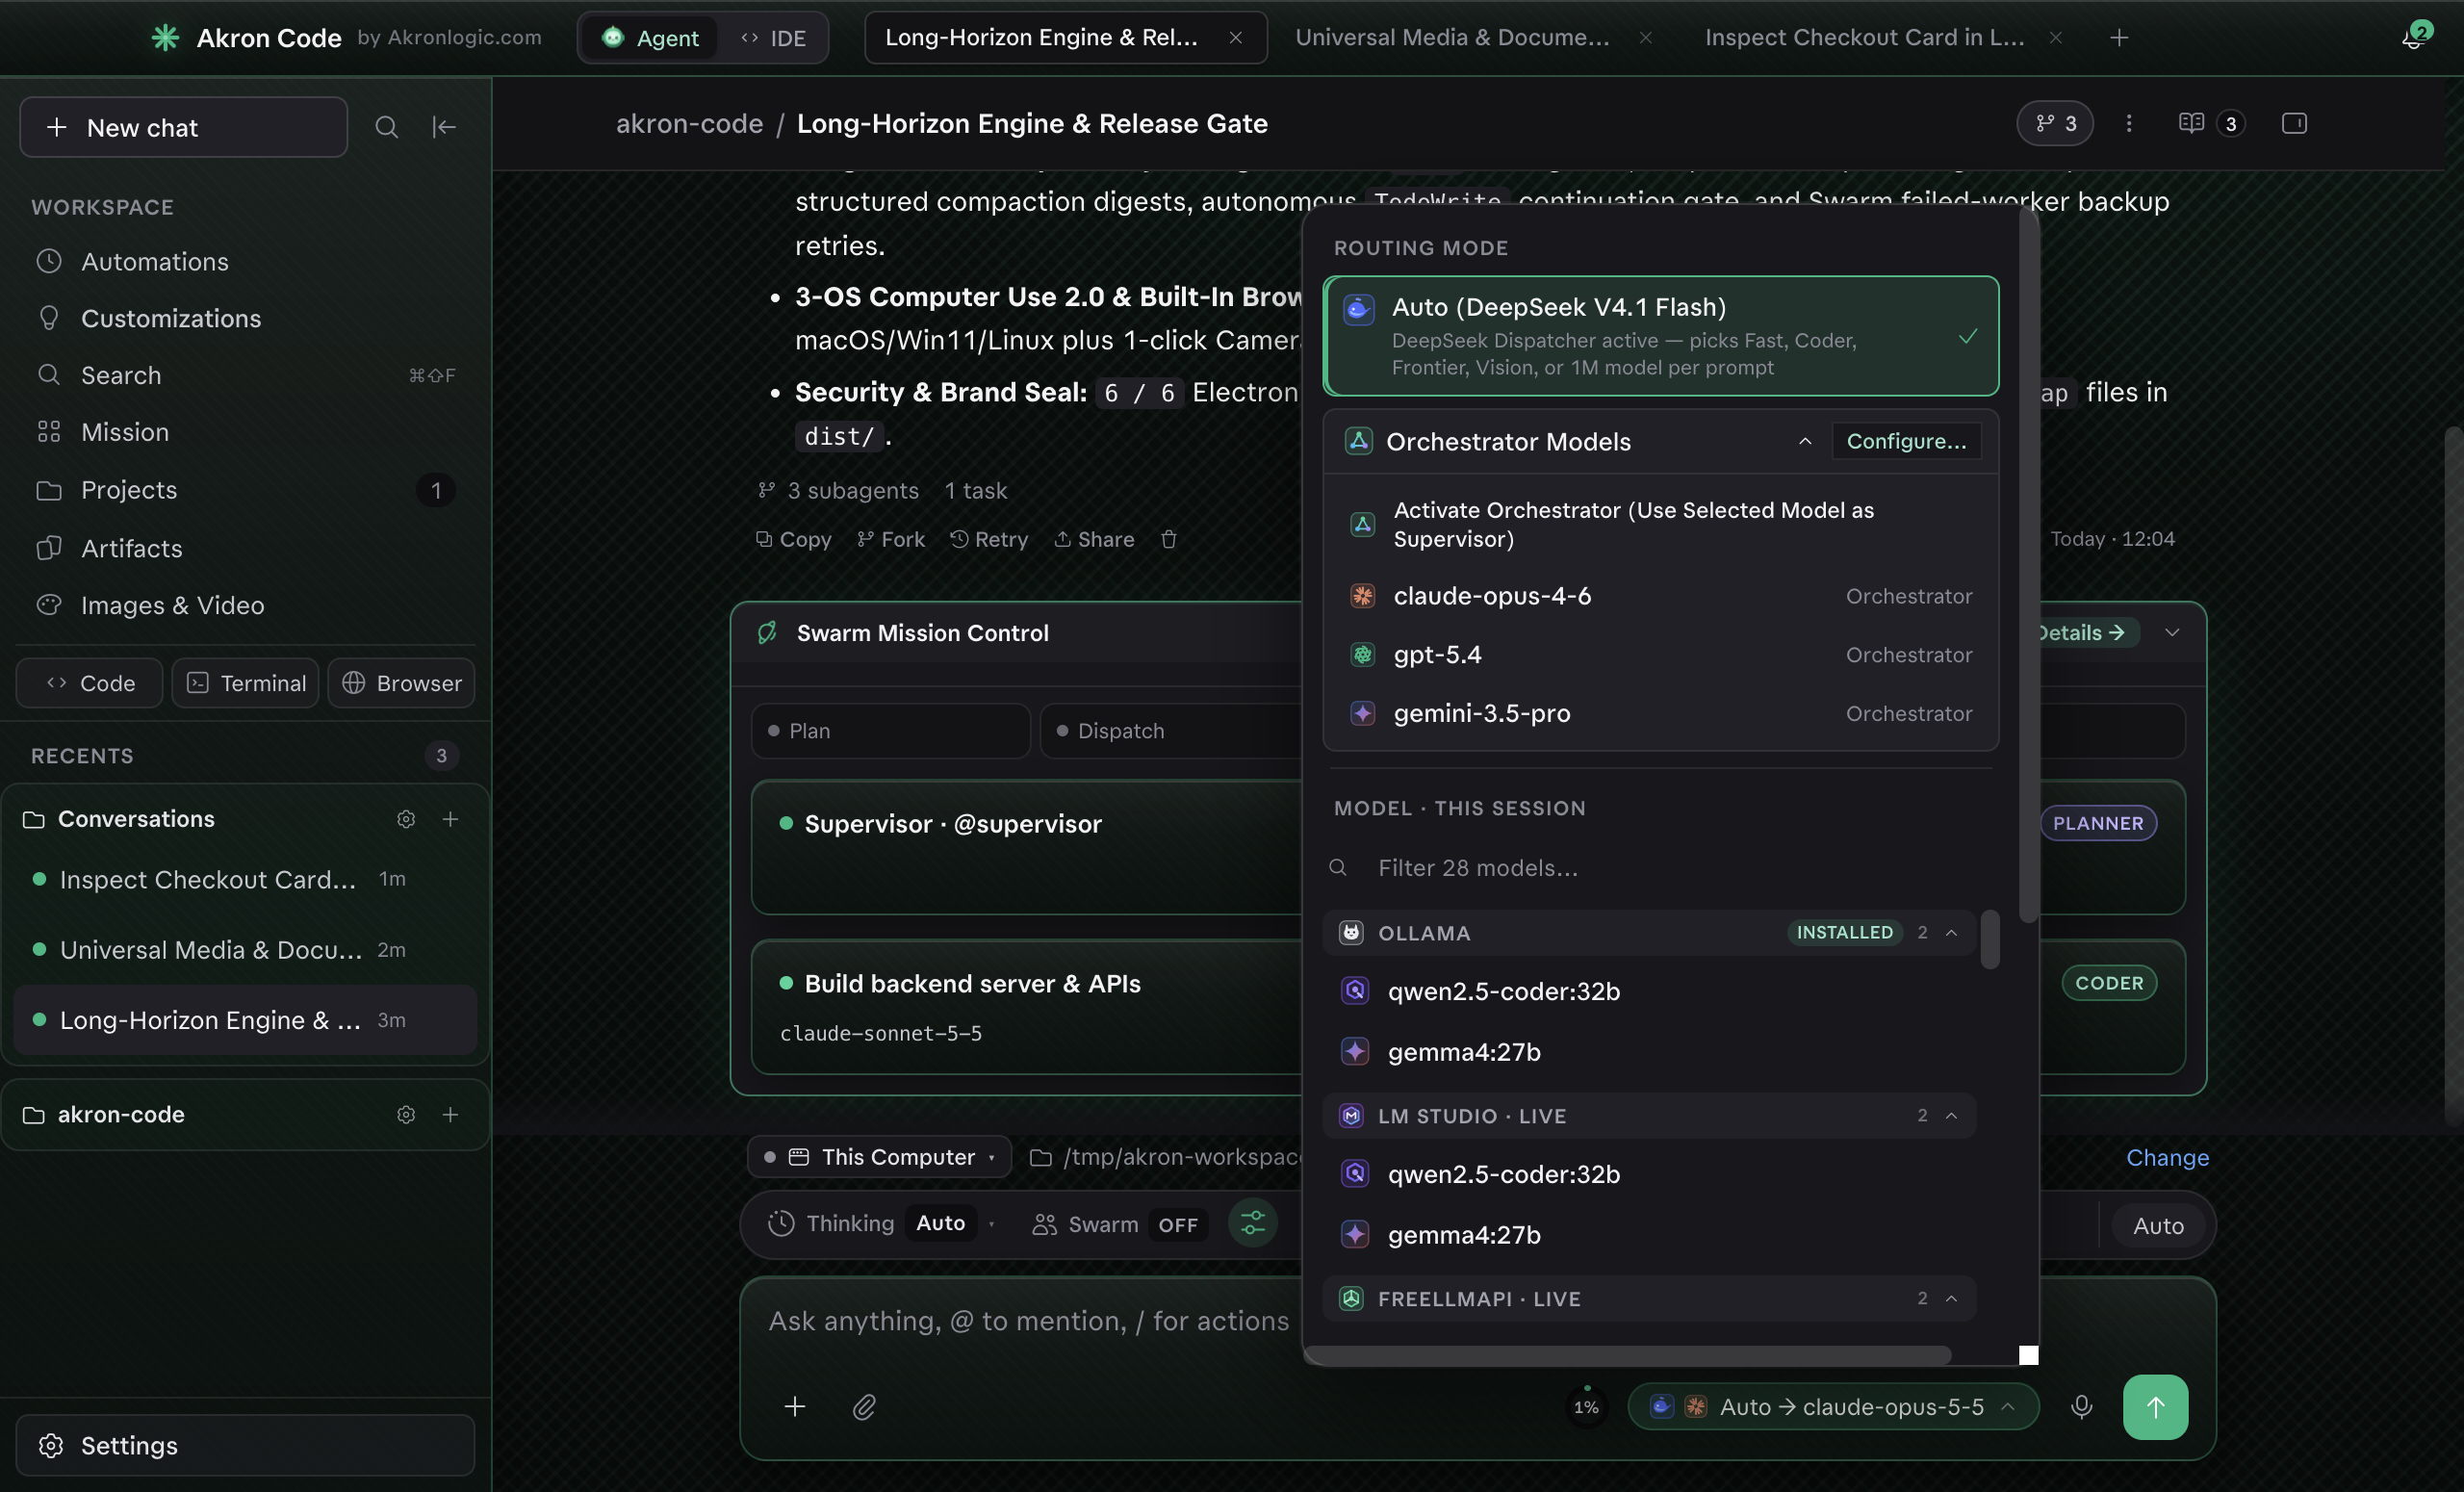 Akron Code by Akronlogic.com
Agent
IDE
Long-Horizon Engine & Rel...
Universal Media & Docume...
Inspect Checkout Card in L...
2
New chat
WORKSPACE
Automations
Customizations
Search ⌘⇧F
Mission
Projects 1
Artifacts
Images & Video
Code
Terminal
Browser
RECENTS 3
Conversations
Inspect Checkout Card... 1m
Universal Media & Docu... 2m
Long-Horizon Engine & ... 3m
akron-code
Settings
akron-code / Long-Horizon Engine & Release Gate
3
3
structured compaction digests, autonomous TodoWrite continuation gate, and Swarm failed-worker backup
retries.
3-OS Computer Use 2.0 & Built-In Brow
macOS/Win11/Linux plus 1-click Camer
Security & Brand Seal: 6 / 6 Electron ap files in
dist/ .
3 subagents 1 task
Copy Fork Retry Share
Today · 12:04
Swarm Mission Control
Details →
Plan
Dispatch
Supervisor · @supervisor
PLANNER
Build backend server & APIs
CODER
claude-sonnet-5-5
This Computer
/tmp/akron-workspac
Change
Thinking Auto
Swarm OFF
Auto
Ask anything, @ to mention, / for actions
1%
Auto → claude-opus-5-5
ROUTING MODE
Auto (DeepSeek V4.1 Flash)
DeepSeek Dispatcher active — picks Fast, Coder,
Frontier, Vision, or 1M model per prompt
Orchestrator Models
Configure...
Activate Orchestrator (Use Selected Model as
Supervisor)
claude-opus-4-6 Orchestrator
gpt-5.4 Orchestrator
gemini-3.5-pro Orchestrator
MODEL · THIS SESSION
Filter 28 models...
OLLAMA INSTALLED 2
qwen2.5-coder:32b
gemma4:27b
LM STUDIO · LIVE 2
qwen2.5-coder:32b
gemma4:27b
FREELLMAPI · LIVE 2